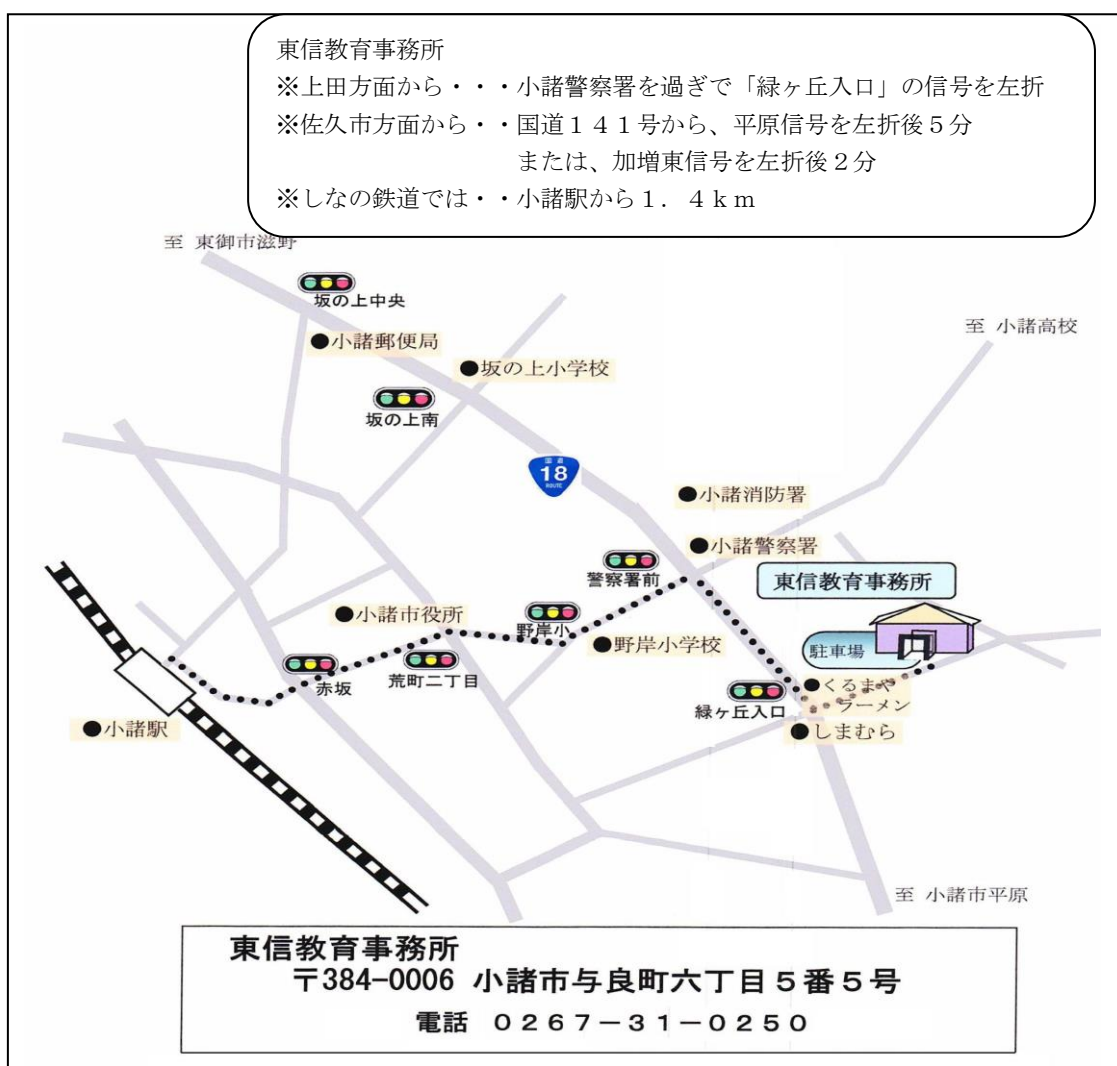 東信教育事務所
※上田方面から・・・小諸警察署を過ぎで「緑ヶ丘入口」の信号を左折
※佐久市方面から・・国道１４１号から、平原信号を左折後５分
または、加増東信号を左折後２分
※しなの鉄道では・・小諸駅から１．４ｋｍ
至 東御市滋野
坂の上中央
●小諸郵便局
至 小諸高校
●坂の上小学校
坂の上南
国道
18
ROUTE
●小諸消防署
●小諸警察署
警察署前
東信教育事務所
●小諸市役所
野岸小
●野岸小学校
駐車場
赤坂
荒町二丁目
緑ヶ丘入口
●くるまや
ラーメン
●小諸駅
●しまむら
至 小諸市平原
東信教育事務所
〒384-0006 小諸市与良町六丁目５番５号
電話 ０２６７－３１－０２５０